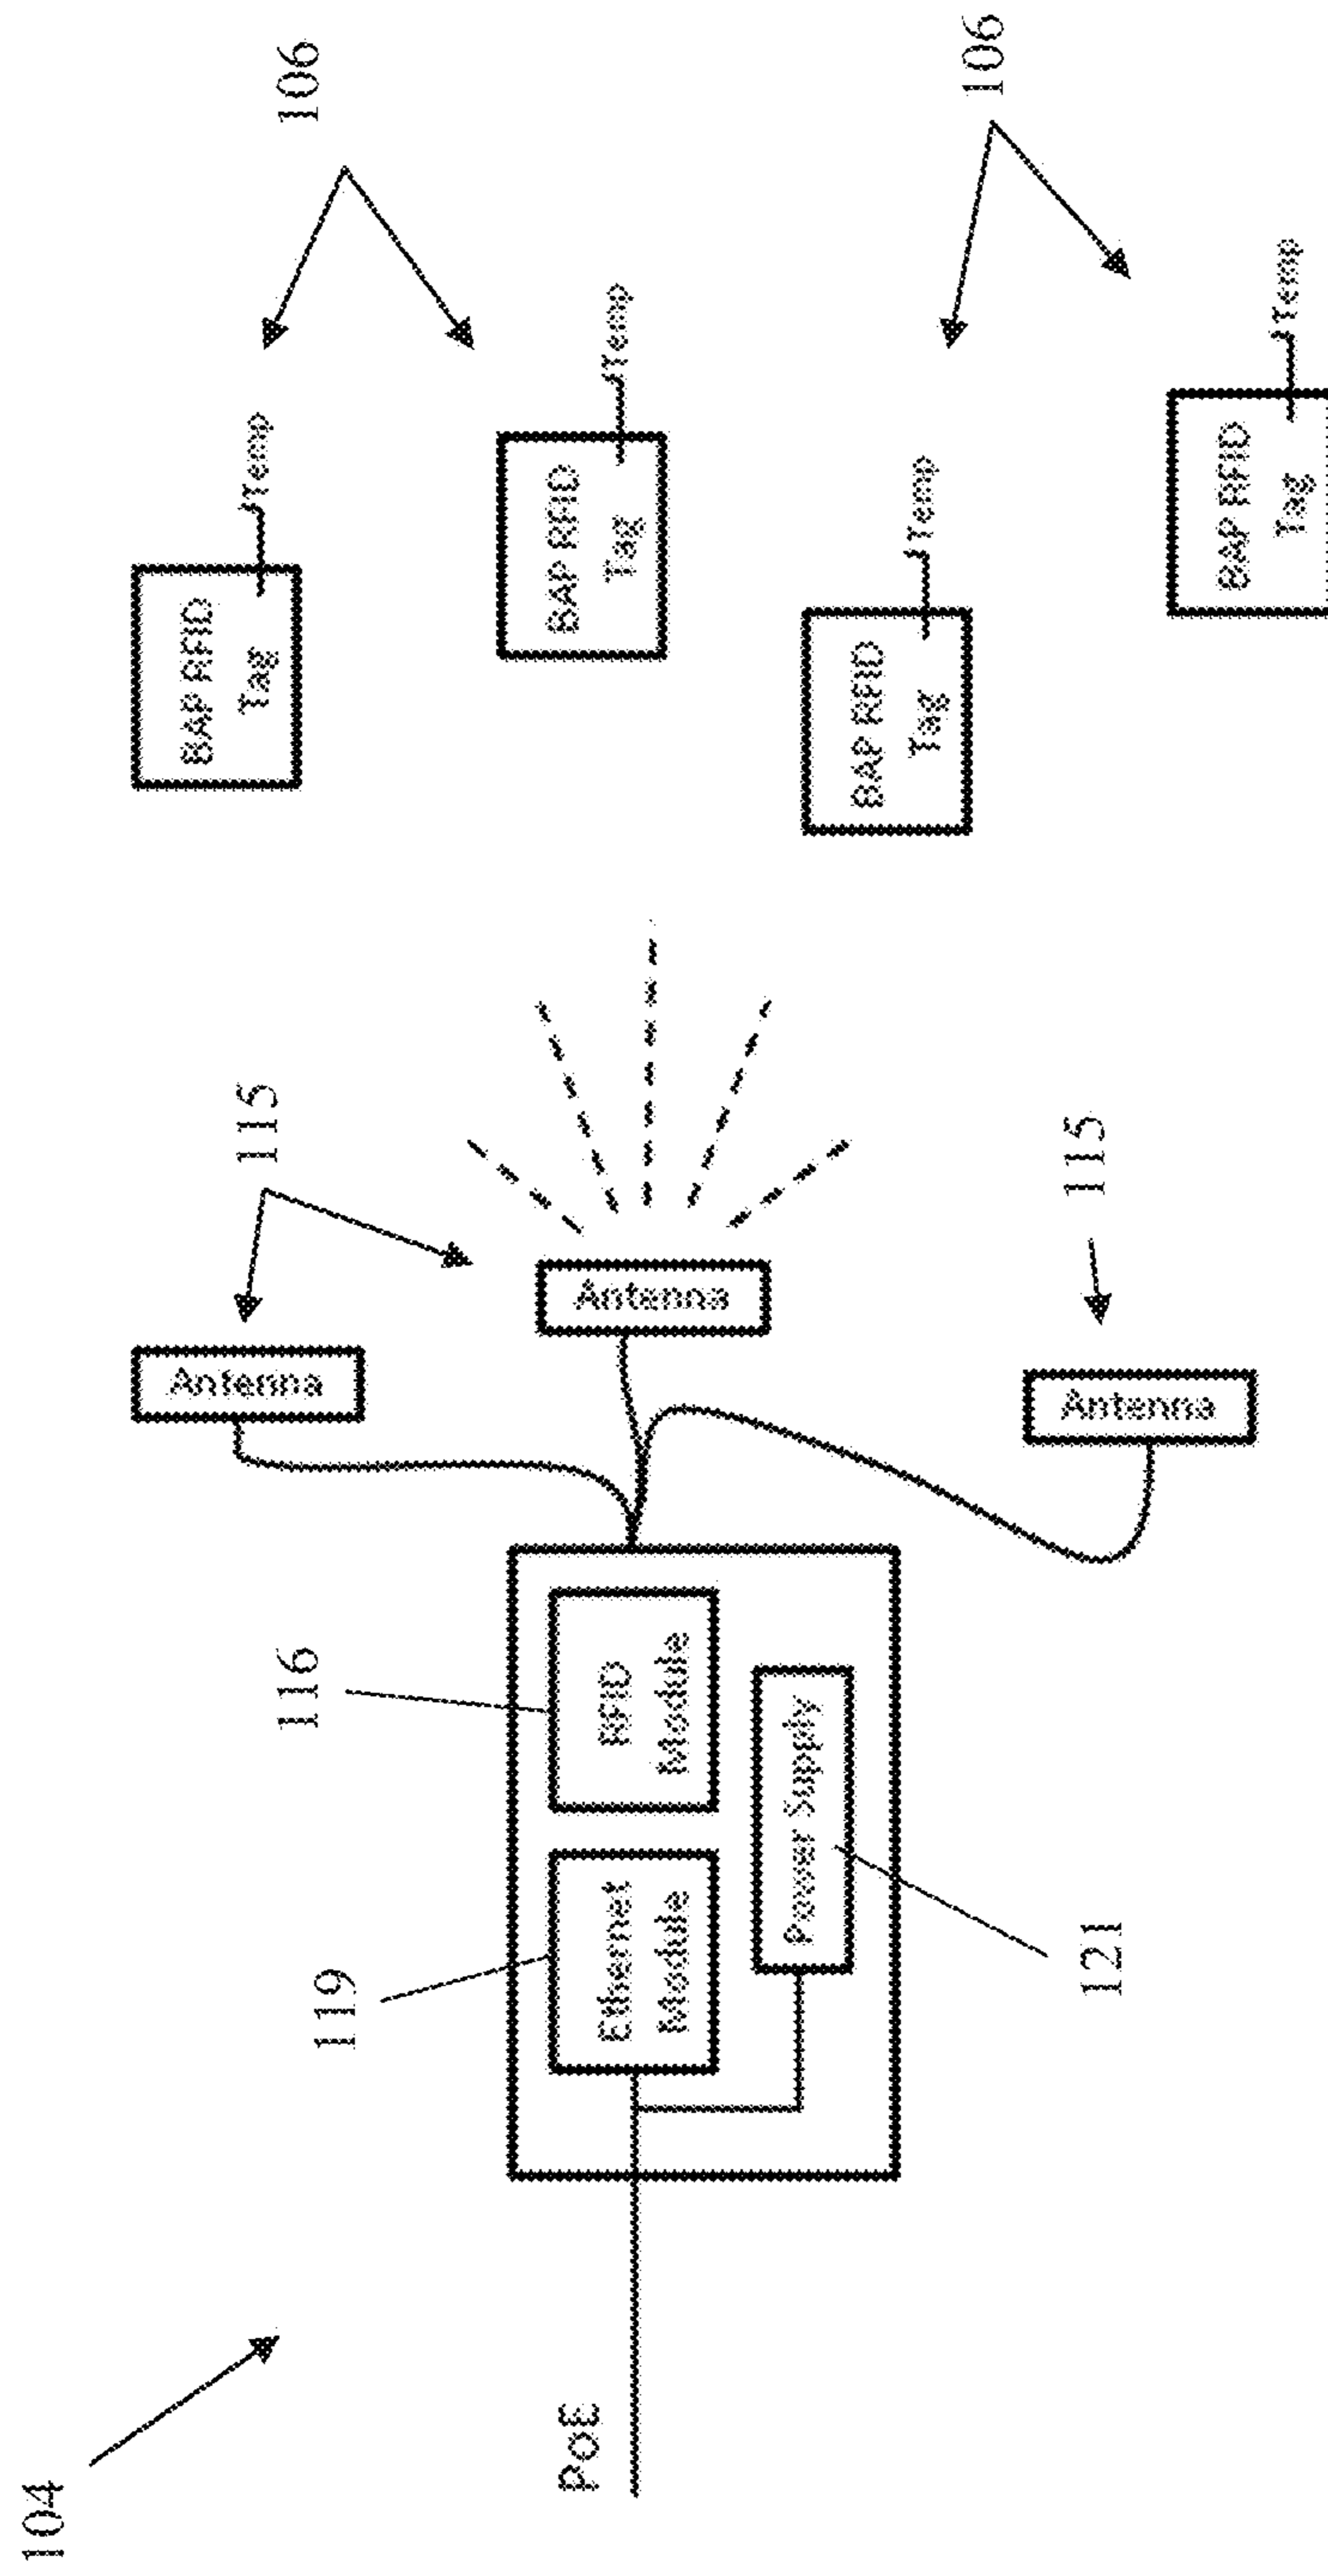 104
PoE
119
Ethernet
Module
116
RFID
Module
Power Supply
121
115
Antenna
Antenna
115
Antenna
106
BAP RFID
Tag
Temp
BAP RFID
Tag
Temp
106
BAP RFID
Tag
Temp
BAP RFID
Tag
Temp